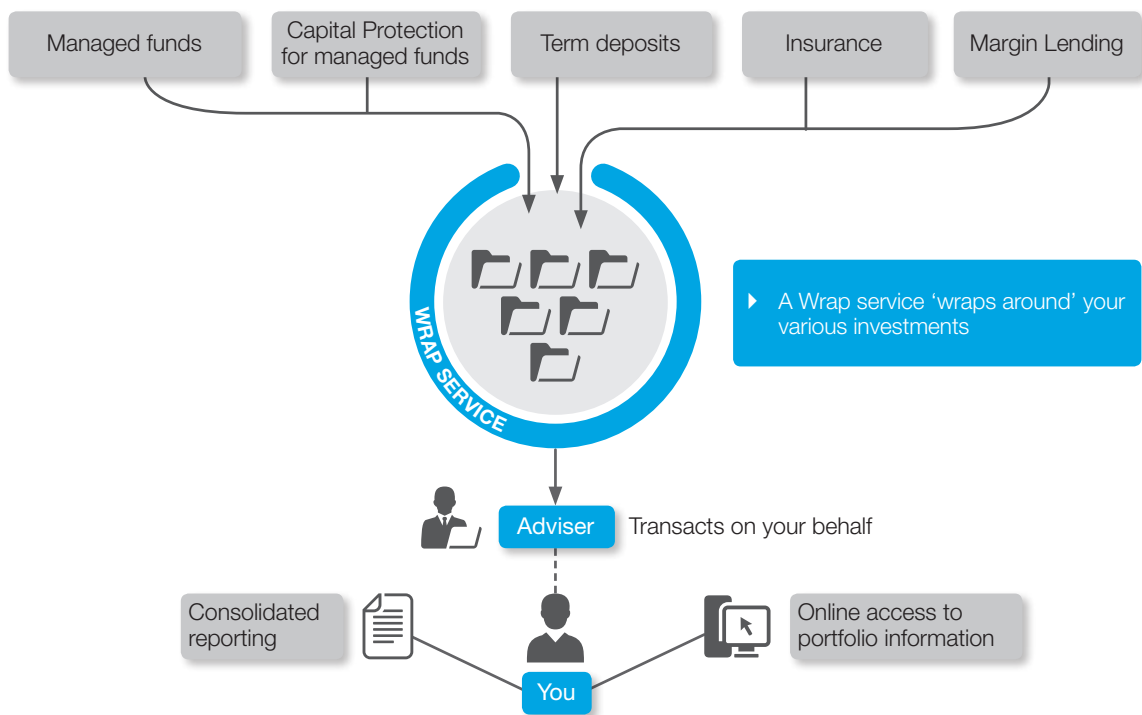 Managed funds
Capital Protection
for managed funds
Term deposits
Insurance
Margin Lending
WRAP SERVICE
A Wrap service ‘wraps around’ your
various investments
Adviser
Transacts on your behalf
Consolidated
reporting
Online access to
portfolio information
You